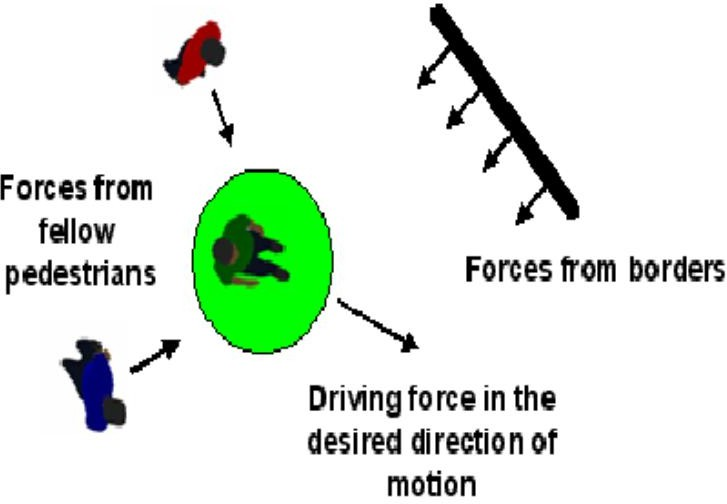 Forces from
fellow
pedestrians
Forces from borders
Driving force in the
desired direction of
motion